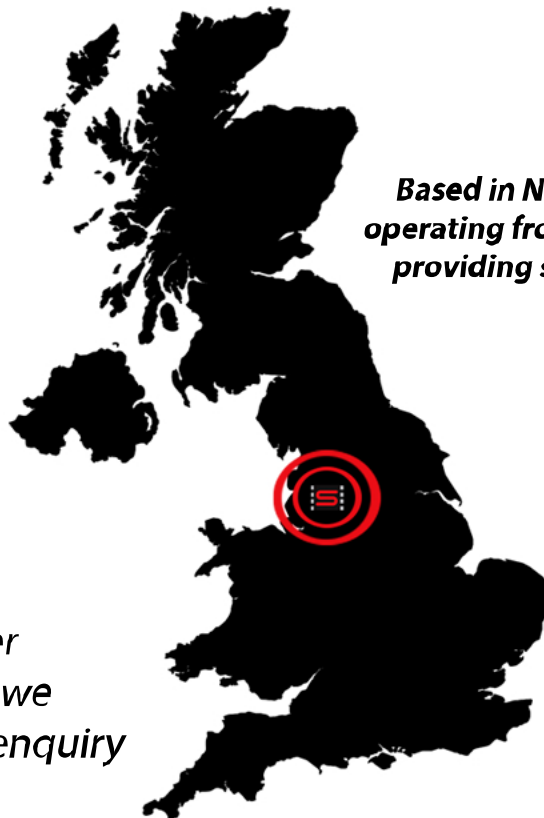 Based in N
operating fro
providing s
S
er
we
enquiry